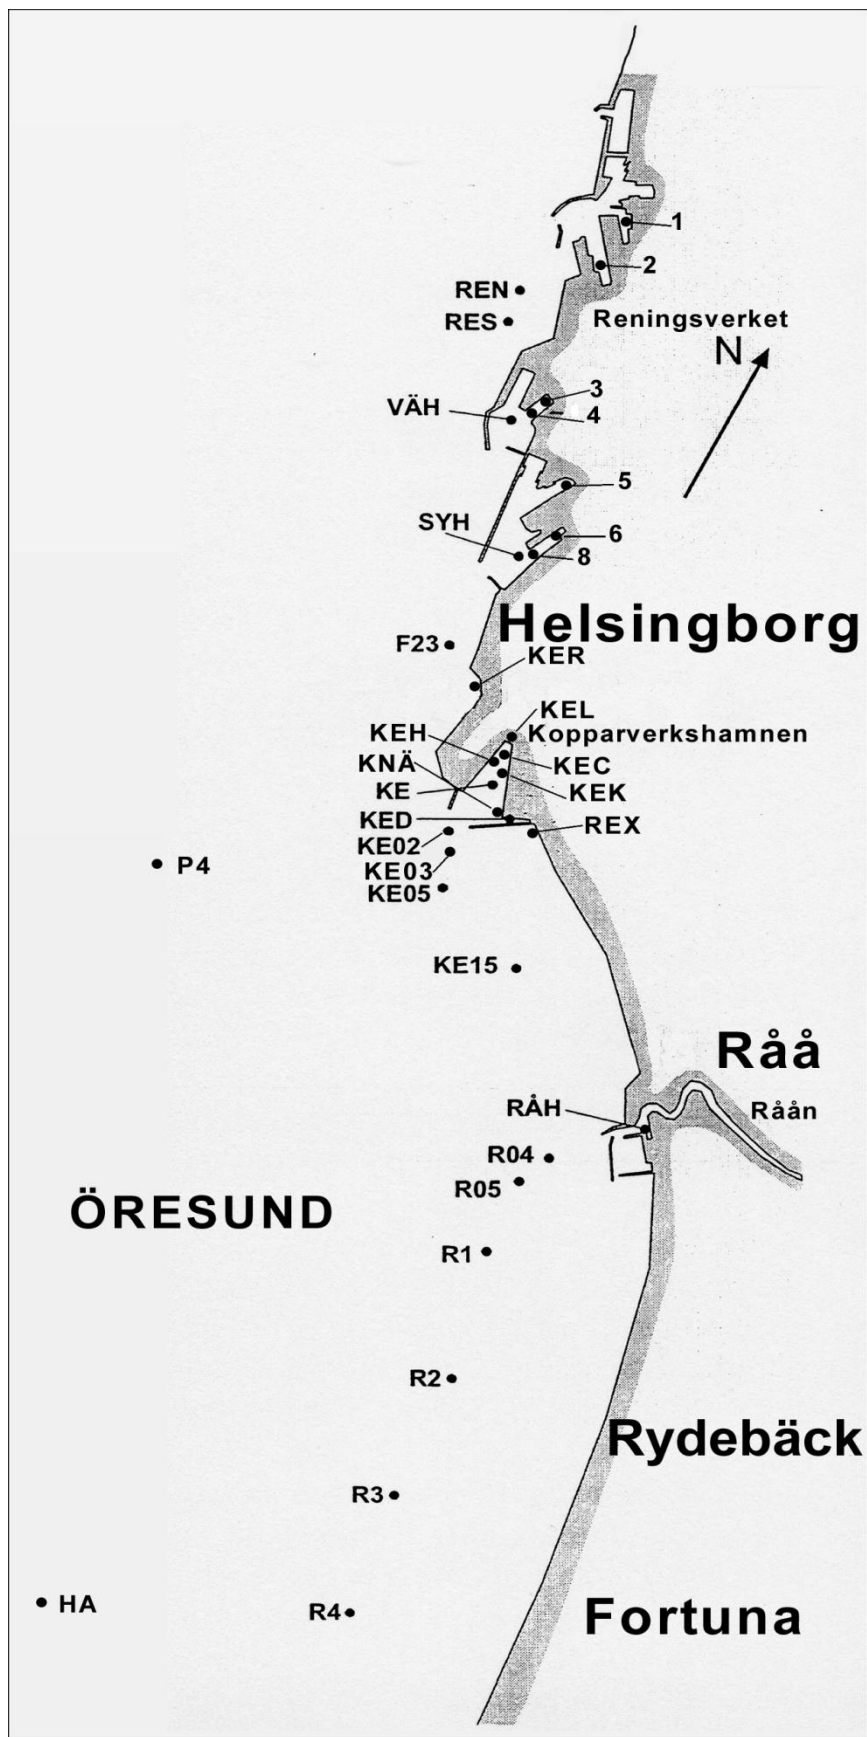 1
2
REN
RES
Reningsverket
N
3
VÄH
4
5
SYH
6
8
Helsingborg
F23
KER
KEL
KEH
Kopparverkshamnen
KNÄ
KEC
KE
KEK
KED
REX
KE02
KE03
P4
KE05
KE15
Råå
RÅH
Råån
R04
R05
ÖRESUND
R1
R2
Rydebäck
R3
HA
R4
Fortuna